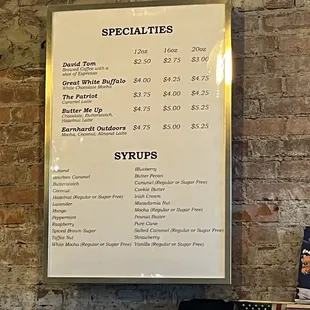 SPECIALTIES
12oz 16oz 20oz
David Tom $2.50 $2.75 $3.00
Brewed Coffee with a
shot of Espresso
Great White Buffalo $4.00 $4.25 $4.75
White Chocolate Mocha
The Patriot $3.75 $4.00 $4.25
Caramel Latte
Butter Me Up $4.75 $5.00 $5.25
Chocolate, Butterscotch,
Hazelnut Latte
Earnhardt Outdoors $4.75 $5.00 $5.25
Mocha, Coconut, Almond Latte
SYRUPS
Almond
Bourbon Caramel
Butterscotch
Coconut
Hazelnut (Regular or Sugar Free)
Lavender
Mango
Peppermint
Raspberry
Spiced Brown Sugar
Toffee Nut
White Mocha (Regular or Sugar Free)
Blueberry
Butter Pecan
Caramel (Regular or Sugar Free)
Cookie Butter
Irish Cream
Macadamia Nut
Mocha (Regular or Sugar Free)
Peanut Butter
Pure Cane
Salted Caramel (Regular or Sugar Free)
Strawberry
Vanilla (Regular or Sugar Free)